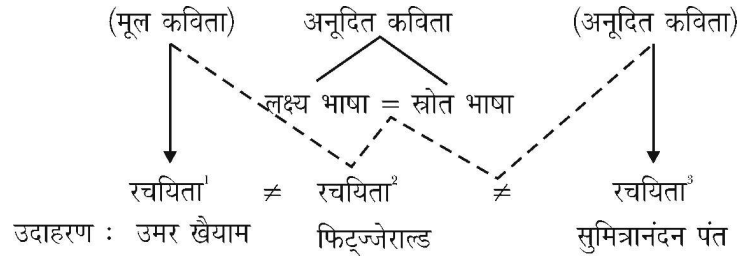 (मूल कविता) अनूदित कविता (अनूदित कविता)
लक्ष्य भाषा = स्रोत भाषा
रचयिता¹ ≠ रचयिता² ≠ रचयिता³
उदाहरण : उमर खैयाम फिट्ज्जेराल्ड सुमित्रानंदन पंत